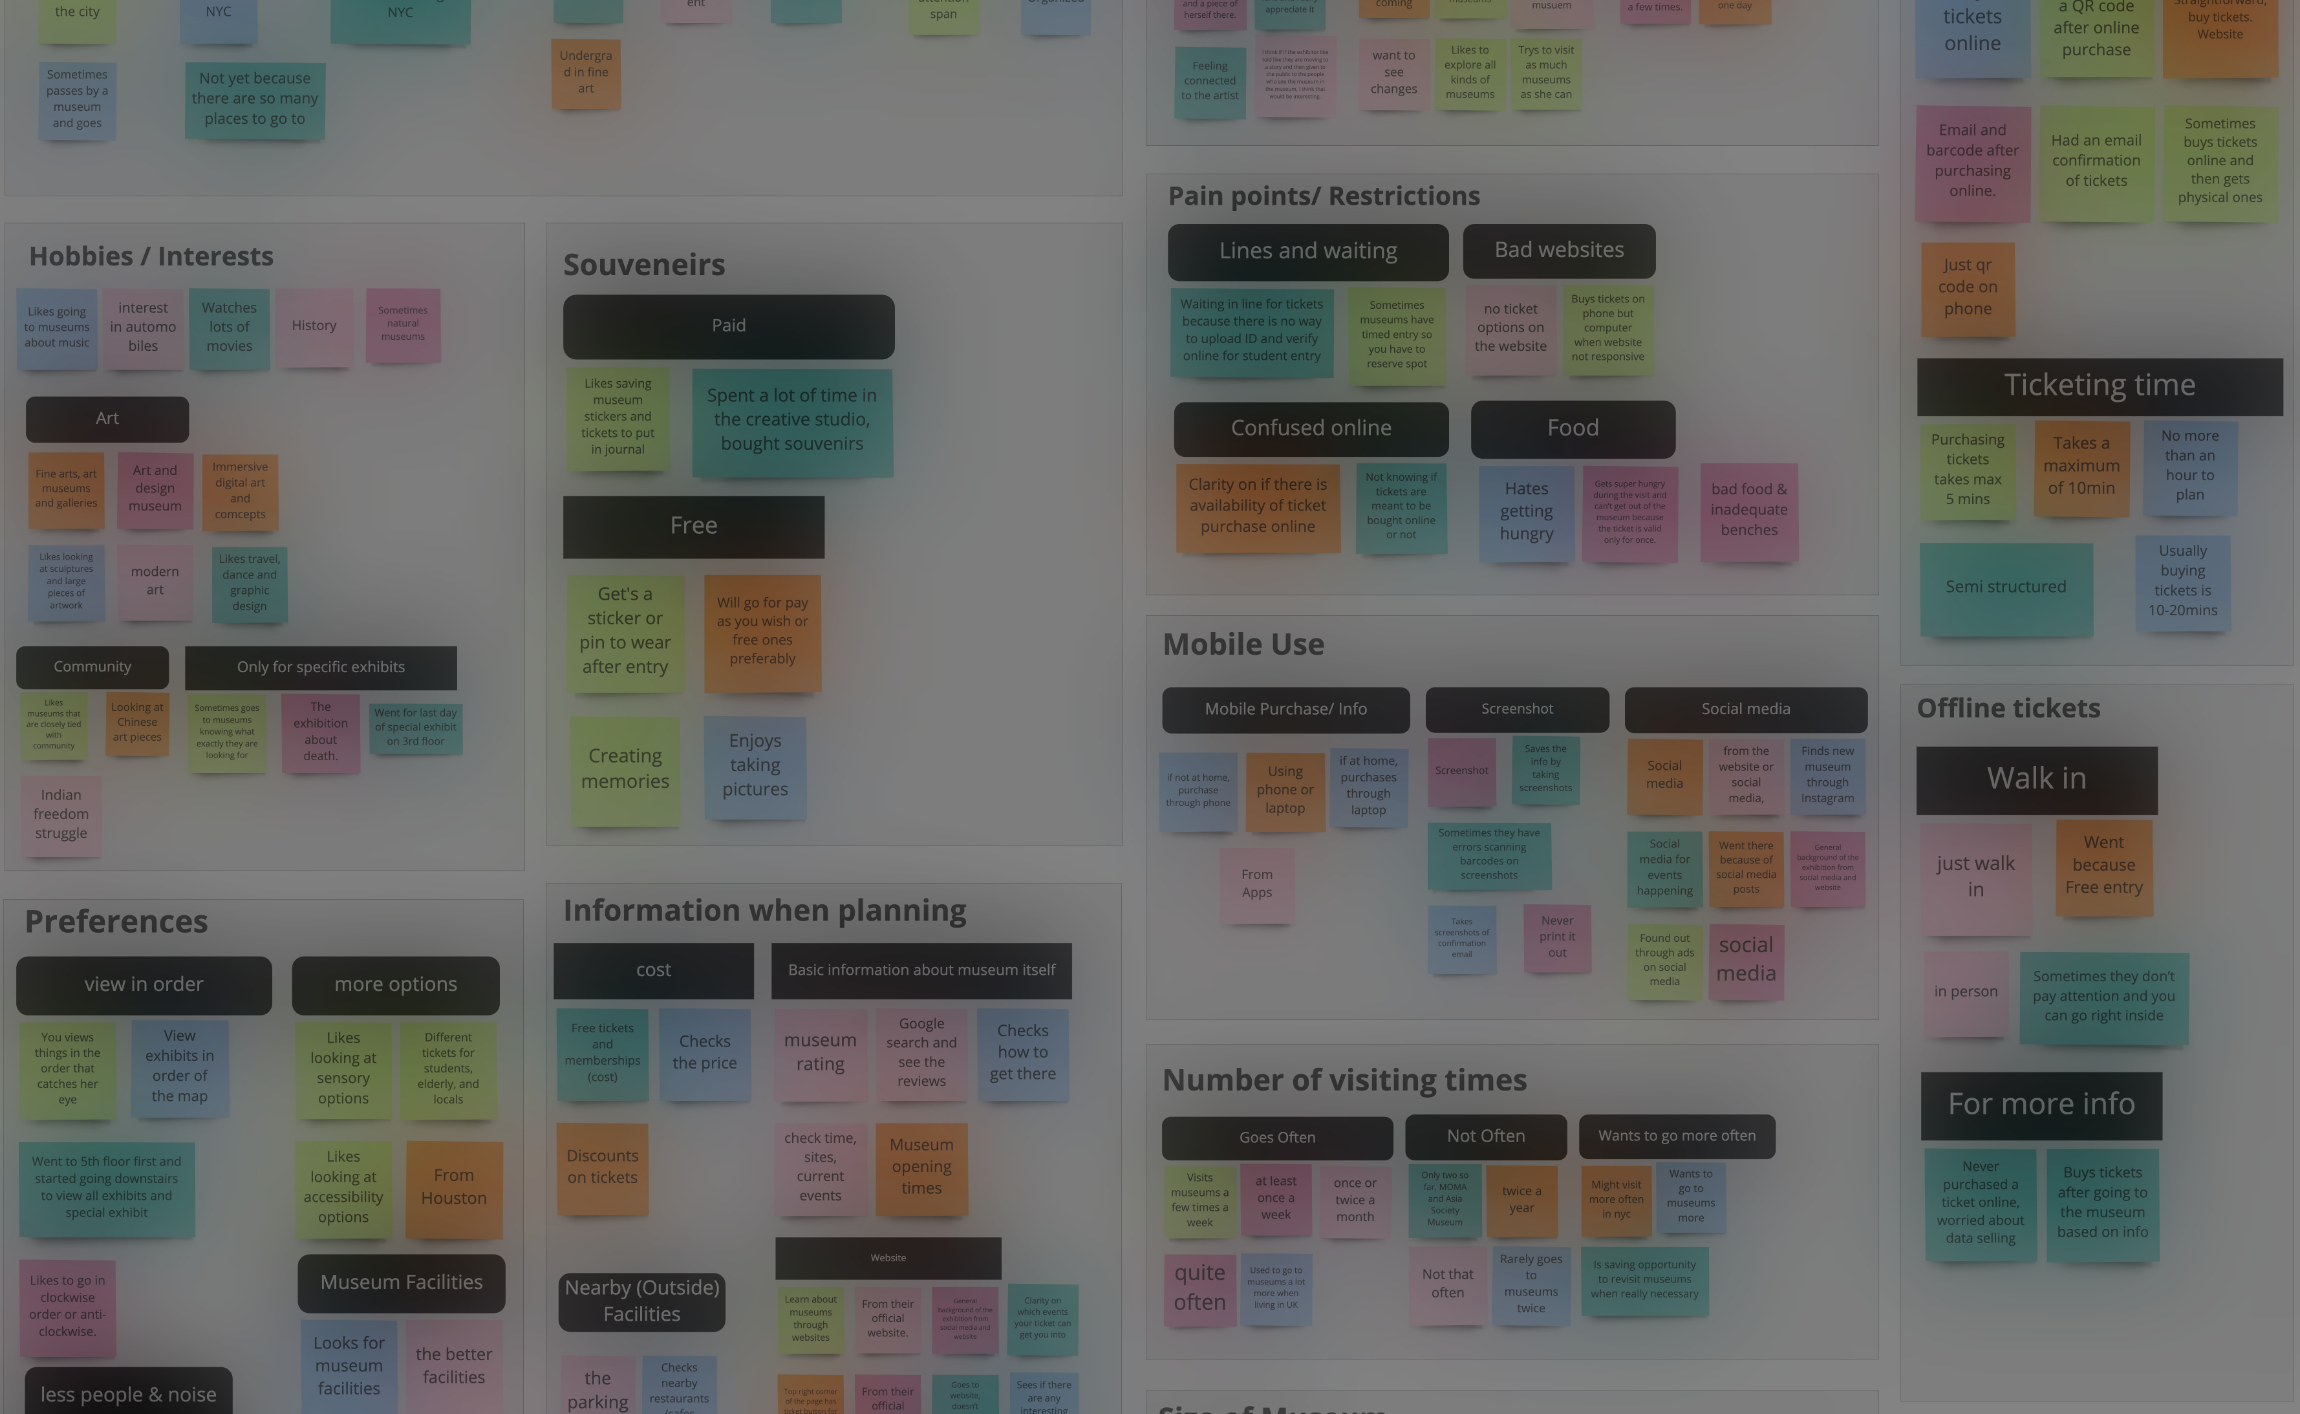 the city
NYC
NYC
ent
span
Undergra
d in fine
art
Sometimes
passes by a
museum
and goes
Not yet because
there are so many
places to go to
and a piece of
herself there.
appreciate it
coming
musuem
a few times.
one day
Feeling
connected
to the artist
want to
see
changes
Likes to
explore all
kinds of
museums
Trys to visit
as much
museums
as she can
tickets
online
a QR code
after online
purchase
buy tickets.
Website
Email and
barcode after
purchasing
online.
Had an email
confirmation
of tickets
Sometimes
buys tickets
online and
then gets
physical ones
Just qr
code on
phone
Hobbies / Interests
Likes going
to museums
about music
interest
in automo
biles
Watches
lots of
movies
History
Sometimes
natural
museums
Art
Fine arts, art
museums
and galleries
Art and
design
museum
Immersive
digital art
and
comcepts
Likes looking
at sculptures
and large
pieces of
artwork
modern
art
Likes travel,
dance and
graphic
design
Community
Only for specific exhibits
Likes
museums that
are closely tied
with
community
Looking at
Chinese
art pieces
Sometimes goes
to museums
knowing what
exactly they are
looking for
The
exhibition
about
death.
Went for last day
of special exhibit
on 3rd floor
Indian
freedom
struggle
Souveneirs
Paid
Likes saving
museum
stickers and
tickets to put
in journal
Spent a lot of time in
the creative studio,
bought souvenirs
Free
Get's a
sticker or
pin to wear
after entry
Will go for pay
as you wish or
free ones
preferably
Creating
memories
Enjoys
taking
pictures
Pain points/ Restrictions
Lines and waiting
Bad websites
Waiting in line for tickets
because there is no way
to upload ID and verify
online for student entry
Sometimes
museums have
timed entry so
you have to
reserve spot
no ticket
options on
the website
Buys tickets on
phone but
computer
when website
not responsive
Confused online
Food
Clarity on if there is
availability of ticket
purchase online
Not knowing if
tickets are
meant to be
bought online
or not
Hates
getting
hungry
Gets super hungry
during the visit and
can't get out of the
museum because
the ticket is valid
only for once.
bad food &
inadequate
benches
Ticketing time
Purchasing
tickets
takes max
5 mins
Takes a
maximum
of 10min
No more
than an
hour to
plan
Semi structured
Usually
buying
tickets is
10-20mins
Mobile Use
Mobile Purchase/ Info
Screenshot
Social media
if not at home,
purchase
through phone
Using
phone or
laptop
if at home,
purchases
through
laptop
From
Apps
Screenshot
Saves the
info by
taking
screenshots
Sometimes they have
errors scanning
barcodes on
screenshots
Takes
screenshots of
confirmation
email
Never
print it
out
Social
media
from the
website or
social
media,
Finds new
museum
through
Instagram
Social
media for
events
happening
Went there
because of
social media
posts
General
background of the
exhibition from
social media and
website
Found out
through ads
on social
media
social
media
Offline tickets
Walk in
just walk
in
Went
because
Free entry
in person
Sometimes they don't
pay attention and you
can go right inside
For more info
Never
purchased a
ticket online,
worried about
data selling
Buys tickets
after going to
the museum
based on info
Preferences
view in order
more options
You views
things in the
order that
catches her
eye
View
exhibits in
order of
the map
Likes
looking at
sensory
options
Different
tickets for
students,
elderly, and
locals
Went to 5th floor first and
started going downstairs
to view all exhibits and
special exhibit
Likes
looking at
accessibility
options
From
Houston
Likes to go in
clockwise
order or anti-
clockwise.
Museum Facilities
Looks for
museum
facilities
the better
facilities
less people & noise
Information when planning
cost
Basic information about museum itself
Free tickets
and
memberships
(cost)
Checks
the price
museum
rating
Google
search and
see the
reviews
Checks
how to
get there
Discounts
on tickets
check time,
sites,
current
events
Museum
opening
times
Website
Nearby (Outside)
Facilities
Learn about
museums
through
websites
From their
official
website.
General
background of the
exhibition from
social media and
website
Clarity on
which events
your ticket can
get you into
the
parking
Checks
nearby
restaurants
Top right corner
of the page has
ticket button for
From their
official
Goes to
website,
doesn't
Sees if there
are any
interesting
Number of visiting times
Goes Often
Not Often
Wants to go more often
Visits
museums a
few times a
week
at least
once a
week
once or
twice a
month
Only two so
far, MOMA
and Asia
Society
Museum
twice a
year
Might visit
more often
in nyc
Wants to
go to
museums
more
quite
often
Used to go to
museums a lot
more when
living in UK
Not that
often
Rarely goes
to
museums
twice
Is saving opportunity
to revisit museums
when really necessary